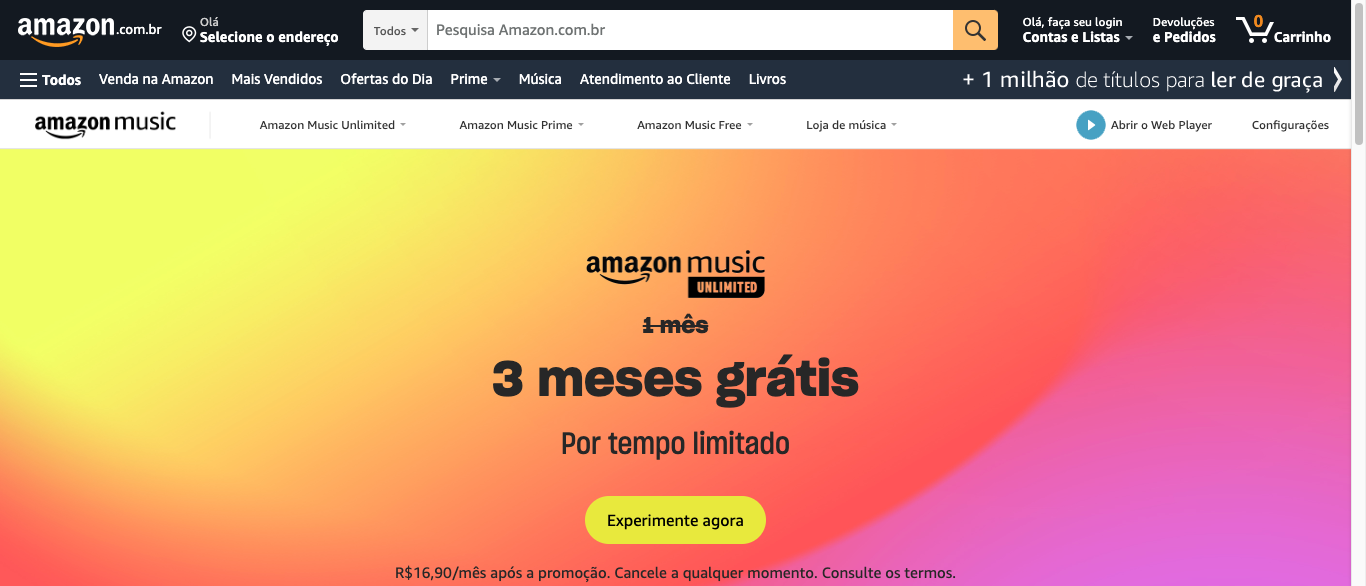 amazon.com.br
Olá
Selecione o endereço
Todos
Pesquisa Amazon.com.br
Olá, faça seu login
Contas e Listas
Devoluções
e Pedidos
0
Carrinho
Todos
Venda na Amazon
Mais Vendidos
Ofertas do Dia
Prime
Música
Atendimento ao Cliente
Livros
+ 1 milhão de títulos para ler de graça
amazon music
Amazon Music Unlimited
Amazon Music Prime
Amazon Music Free
Loja de música
Abrir o Web Player
Configurações
amazon music
UNLIMITED
1 mês
3 meses grátis
Por tempo limitado
Experimente agora
R$16,90/mês após a promoção. Cancele a qualquer momento. Consulte os termos.